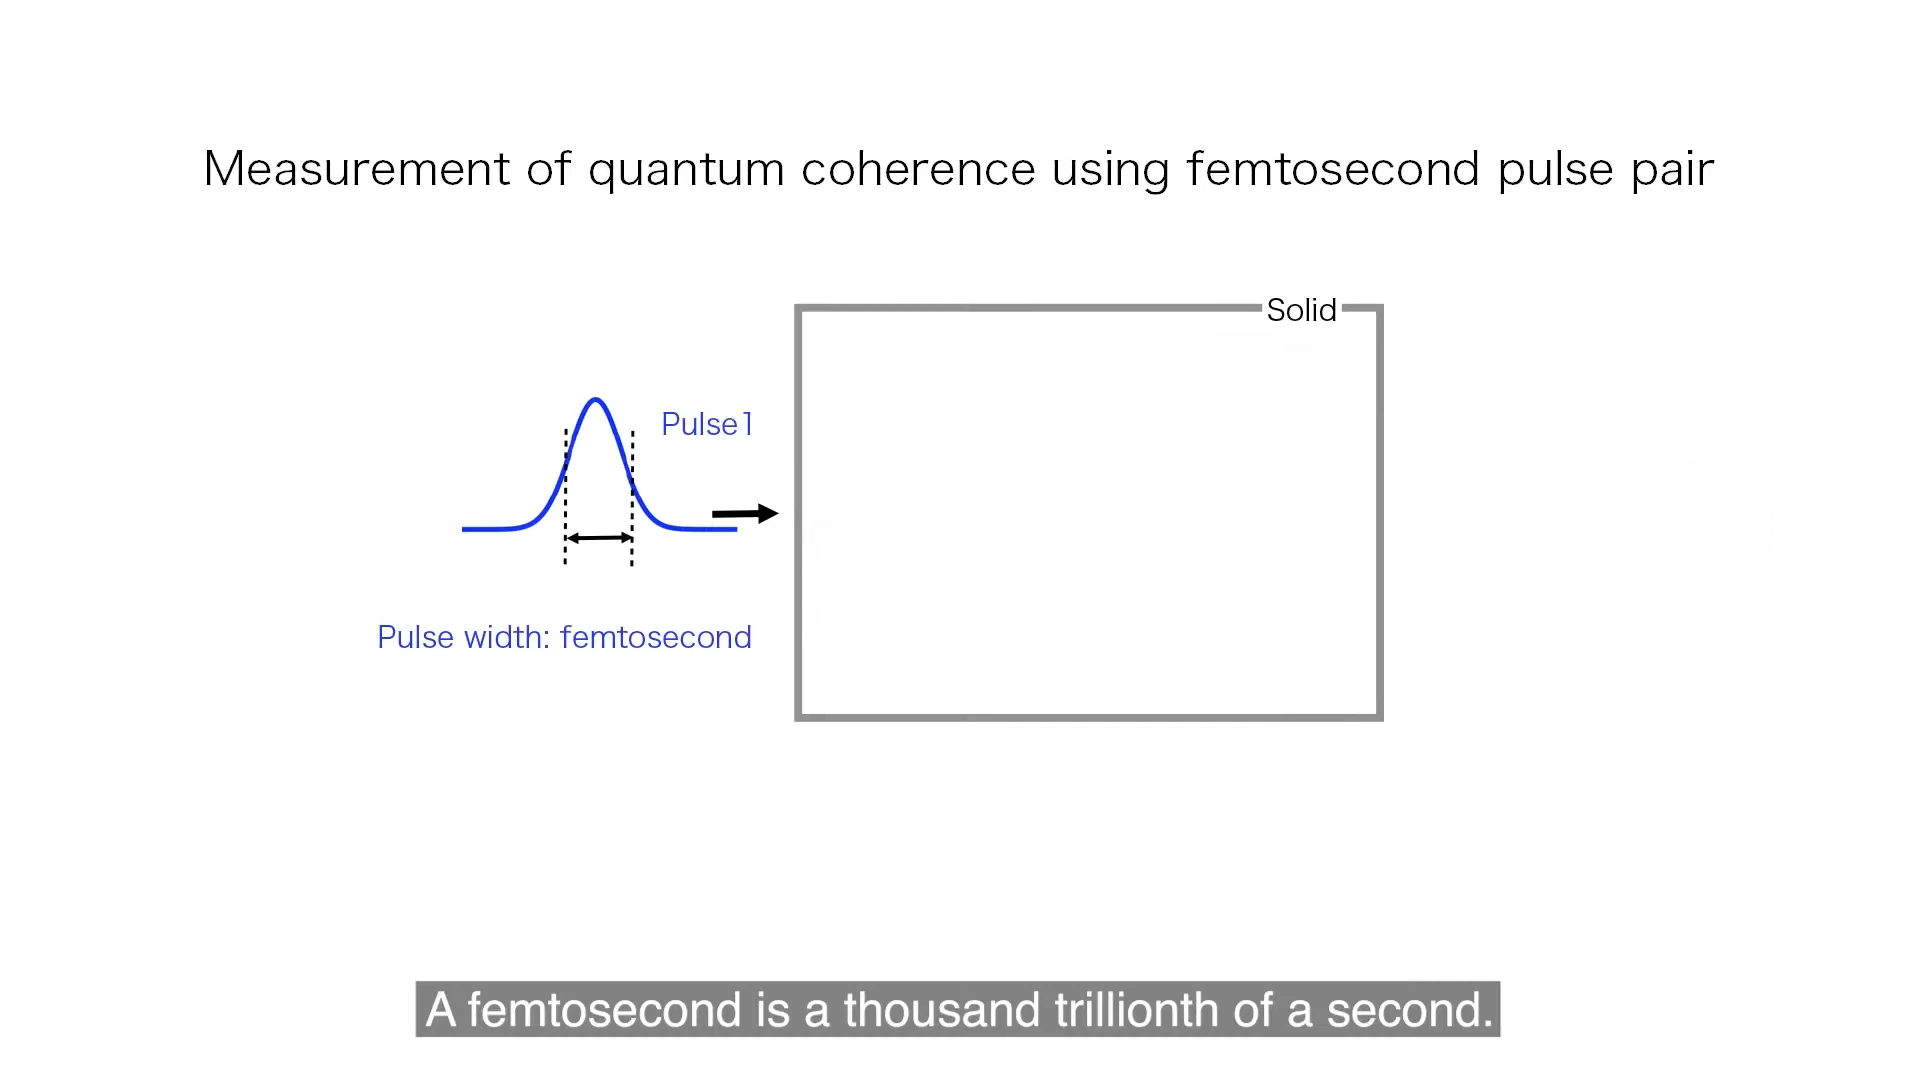 Measurement of quantum coherence using femtosecond pulse pair
Solid
Pulse1
Pulse width: femtosecond
A femtosecond is a thousand trillionth of a second.